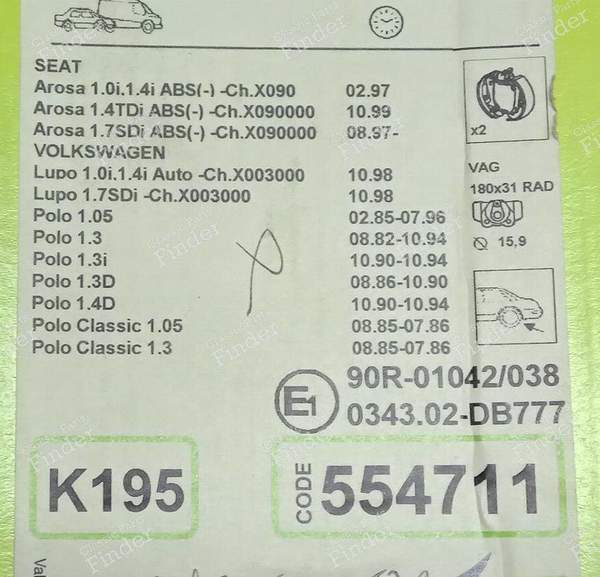 SEAT
Arosa 1.0i.1.4i ABS(-) -Ch.X090 02.97
Arosa 1.4TDi ABS(-) -Ch.X090000 10.99
Arosa 1.7SDi ABS(-) -Ch.X090000 08.97-
VOLKSWAGEN
Lupo 1.0i.1.4i Auto -Ch.X003000 10.98
Lupo 1.7SDi -Ch.X003000 10.98
Polo 1.05 02.85-07.96
Polo 1.3 08.82-10.94
Polo 1.3i 10.90-10.94
Polo 1.3D 08.86-10.90
Polo 1.4D 10.90-10.94
Polo Classic 1.05 08.85-07.86
Polo Classic 1.3 08.85-07.86
x2
VAG
180x31 RAD
15,9
E1
90R-01042/038
0343.02-DB777
K195
CODE
554711
Classic Parts Finder